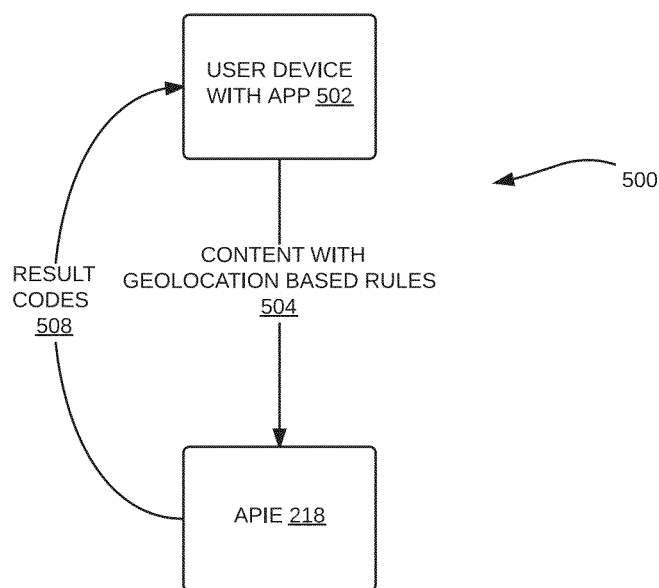 USER DEVICE
WITH APP 502
500
CONTENT WITH
GEOLOCATION BASED RULES
504
RESULT
CODES
508
APIE 218